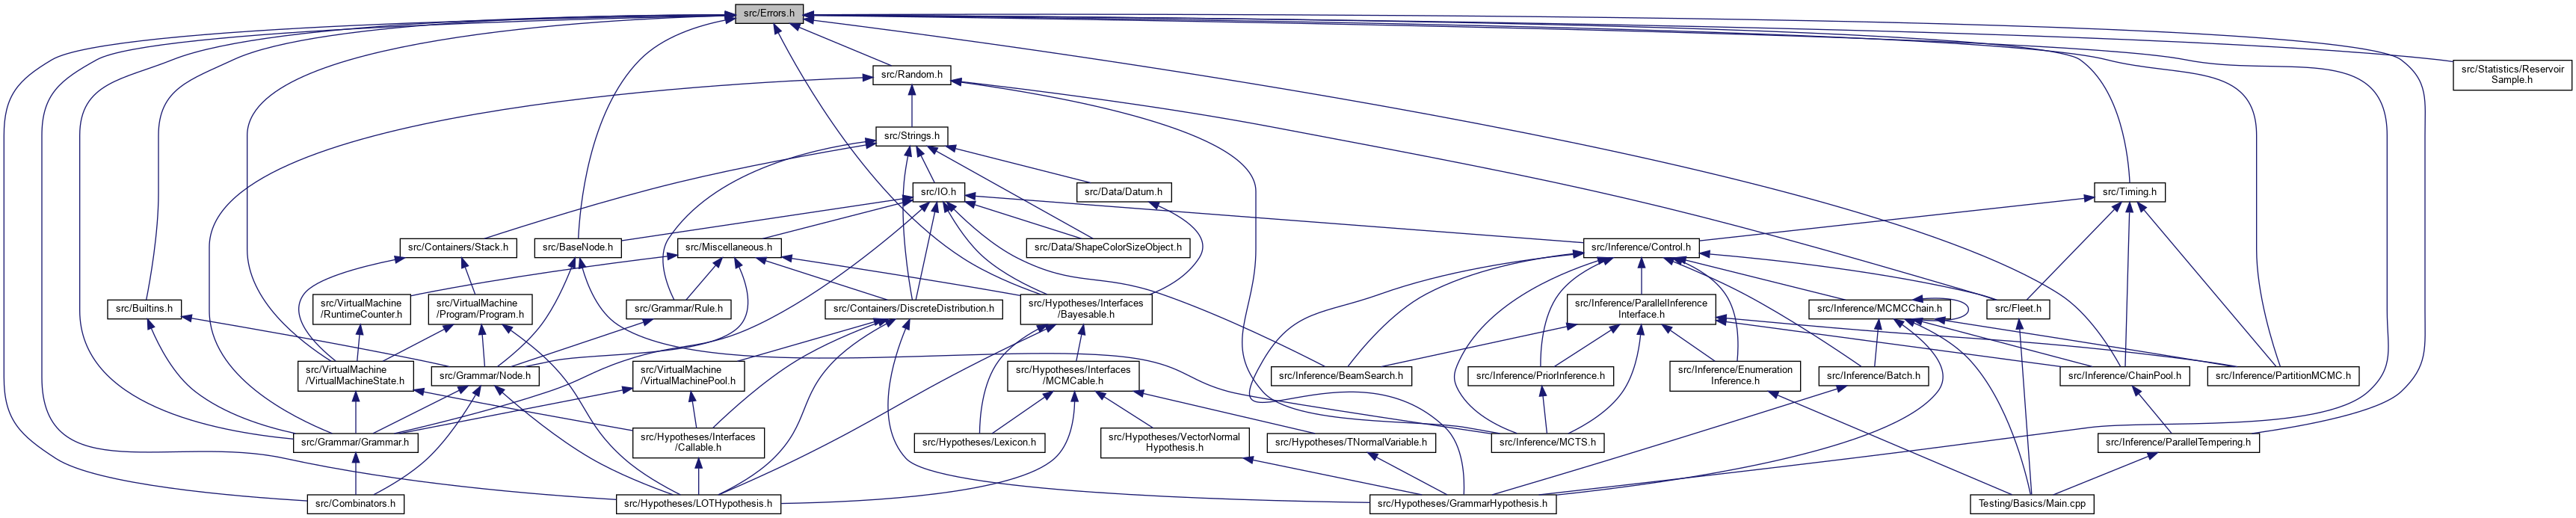 src/Errors.h
src/Random.h
src/Statistics/Reservoir
Sample.h
src/Strings.h
src/IO.h
src/Data/Datum.h
src/Timing.h
src/Containers/Stack.h
src/BaseNode.h
src/Miscellaneous.h
src/Data/ShapeColorSizeObject.h
src/Inference/Control.h
src/Builtins.h
src/VirtualMachine
/RuntimeCounter.h
src/VirtualMachine
/Program/Program.h
src/Grammar/Rule.h
src/Containers/DiscreteDistribution.h
src/Hypotheses/Interfaces
/Bayesable.h
src/Inference/ParallelInference
Interface.h
src/Inference/MCMCChain.h
src/Fleet.h
src/VirtualMachine
/VirtualMachineState.h
src/Grammar/Node.h
src/VirtualMachine
/VirtualMachinePool.h
src/Hypotheses/Interfaces
/MCMCable.h
src/Inference/BeamSearch.h
src/Inference/PriorInference.h
src/Inference/Enumeration
Inference.h
src/Inference/Batch.h
src/Inference/ChainPool.h
src/Inference/PartitionMCMC.h
src/Grammar/Grammar.h
src/Hypotheses/Interfaces
/Callable.h
src/Hypotheses/Lexicon.h
src/Hypotheses/VectorNormal
Hypothesis.h
src/Hypotheses/TNormalVariable.h
src/Inference/MCTS.h
src/Inference/ParallelTempering.h
src/Combinators.h
src/Hypotheses/LOTHypothesis.h
src/Hypotheses/GrammarHypothesis.h
Testing/Basics/Main.cpp